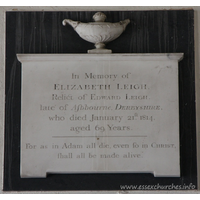 In Memory of
ELIZABETH LEIGH,
Relict of EDWARD LEIGH
late of Ashbourne DERBYSHIRE,
who died January 21st 1814,
aged 69 Years.
For as in Adam all die, even so in CHRIST,
shall all be made alive.
www.essexchurches.info